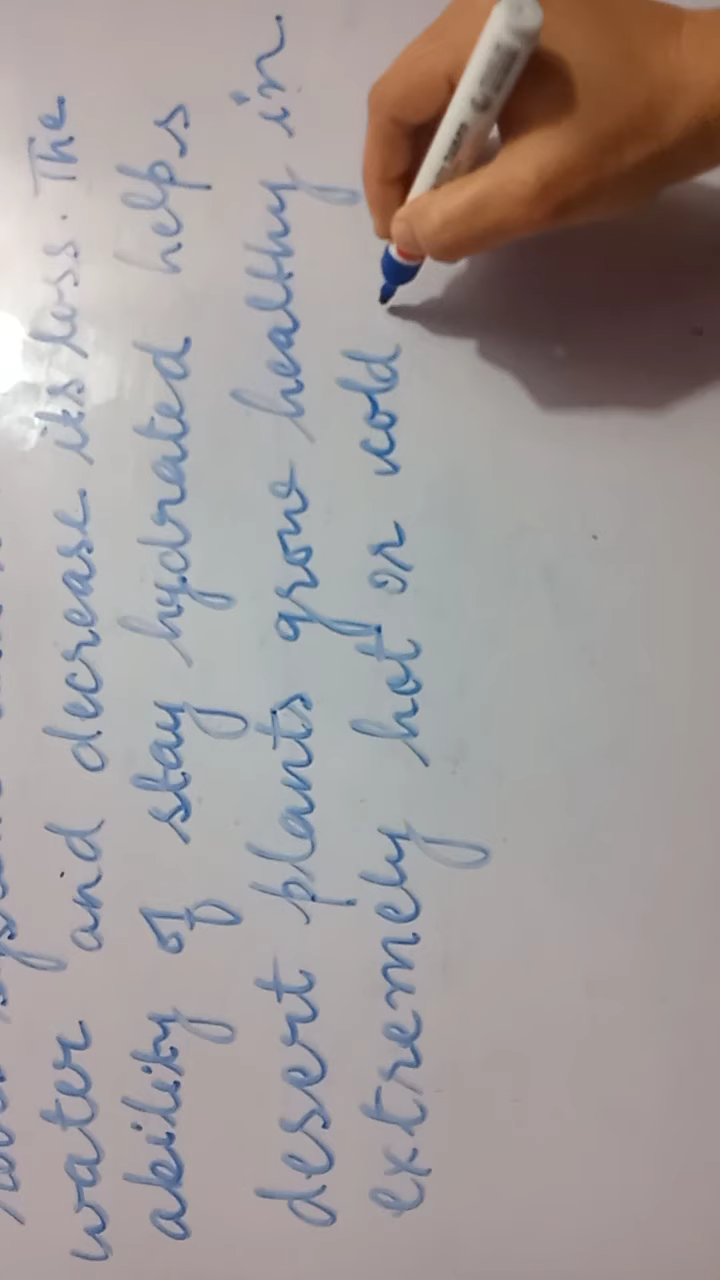 water and decrease its loss. The
ability of stay hydrated helps
desert plants grow healthy in
extremely hot or cold